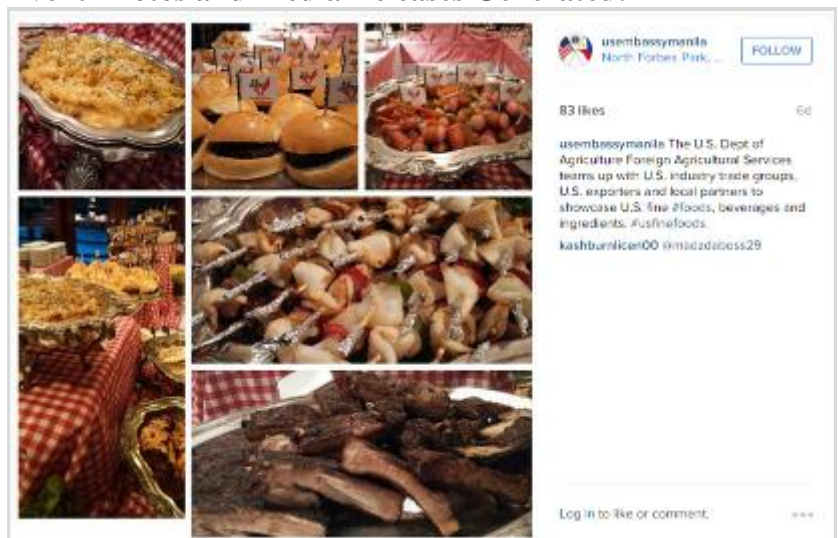 usembassymanila
North Forbes Park, ...
FOLLOW
83 likes
6d
usembassymanila The U.S. Dept of
Agriculture Foreign Agricultural Services
teams up with U.S. industry trade groups,
U.S. exporters and local partners to
showcase U.S. fine #foods, beverages and
ingredients. #usfinefoods
kashburnlicen00 @madzdaboss29
Log in to like or comment.